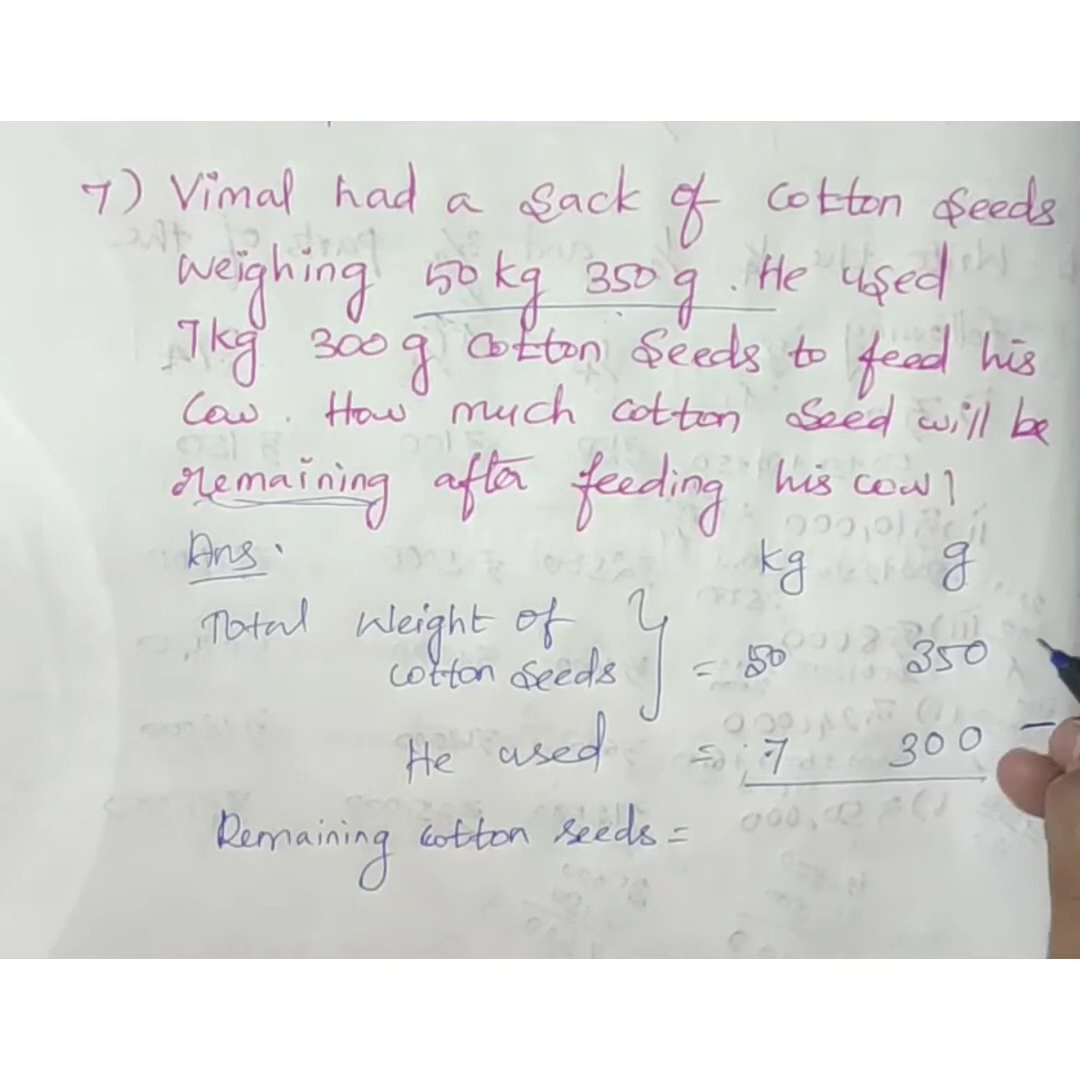 7) Vimal had a sack of cotton seeds
weighing 50 kg 350 g. He used
7kg 300 g cotton seeds to feed his
cow. How much cotton seed will be
remaining after feeding his cow?
Ans.
kg g
Total Weight of
cotton seeds } = 50 350
He used = 7 300 –
Remaining cotton seeds =